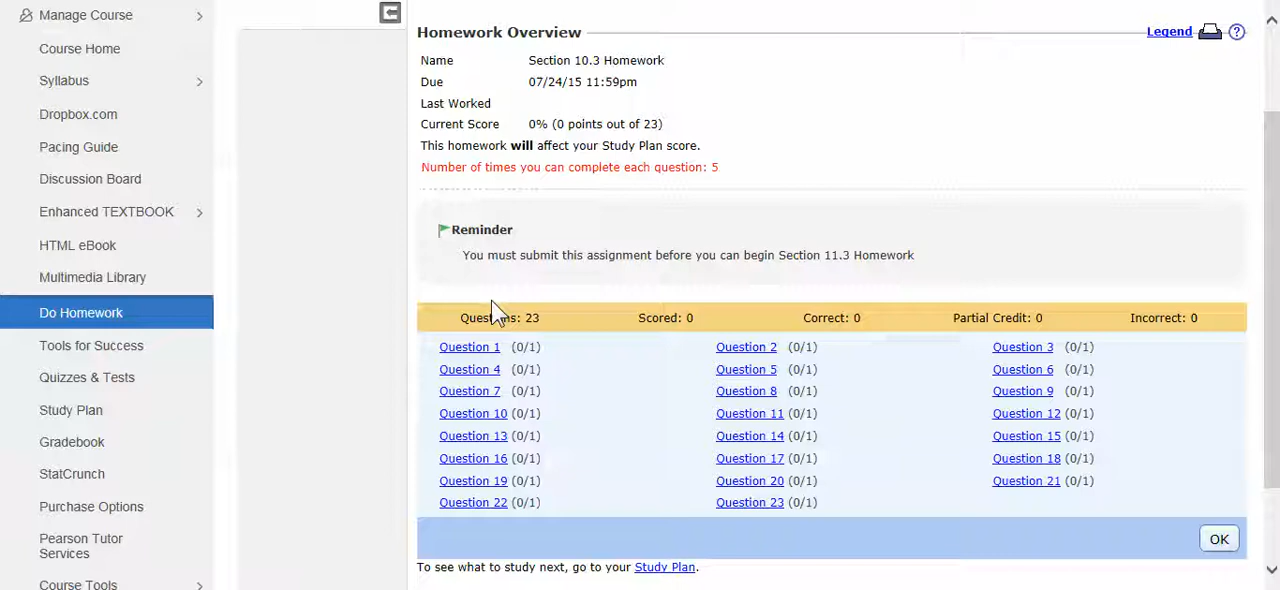 Manage Course
Course Home
Syllabus
Dropbox.com
Pacing Guide
Discussion Board
Enhanced TEXTBOOK
HTML eBook
Multimedia Library
Do Homework
Tools for Success
Quizzes & Tests
Study Plan
Gradebook
StatCrunch
Purchase Options
Pearson Tutor
Services
Course Tools
Homework Overview Legend ?
Name Section 10.3 Homework
Due 07/24/15 11:59pm
Last Worked
Current Score 0% (0 points out of 23)
This homework will affect your Study Plan score.
Number of times you can complete each question: 5
Reminder
You must submit this assignment before you can begin Section 11.3 Homework
Questions: 23 Scored: 0 Correct: 0 Partial Credit: 0 Incorrect: 0
Question 1 (0/1) Question 2 (0/1) Question 3 (0/1)
Question 4 (0/1) Question 5 (0/1) Question 6 (0/1)
Question 7 (0/1) Question 8 (0/1) Question 9 (0/1)
Question 10 (0/1) Question 11 (0/1) Question 12 (0/1)
Question 13 (0/1) Question 14 (0/1) Question 15 (0/1)
Question 16 (0/1) Question 17 (0/1) Question 18 (0/1)
Question 19 (0/1) Question 20 (0/1) Question 21 (0/1)
Question 22 (0/1) Question 23 (0/1)
OK
To see what to study next, go to your Study Plan.